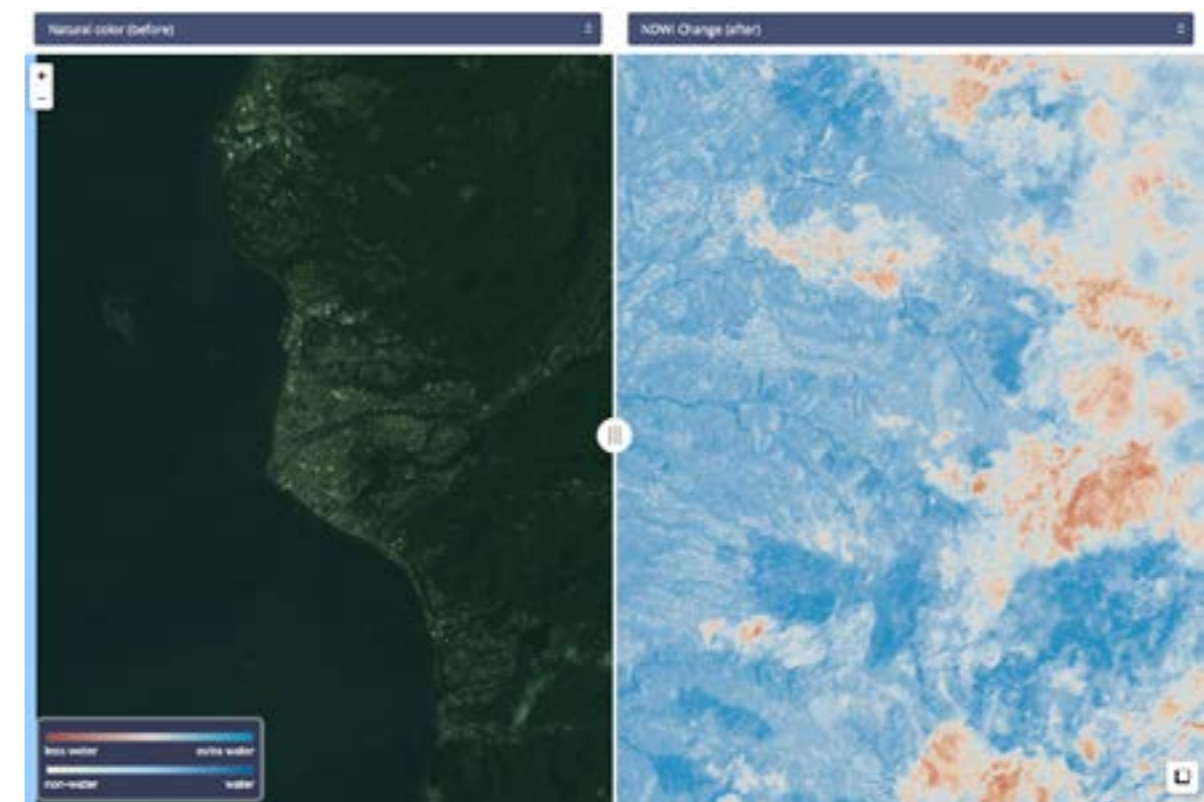 Natural color (before)
NDWI Change (after)
+
-
less water
extra water
non-water
water